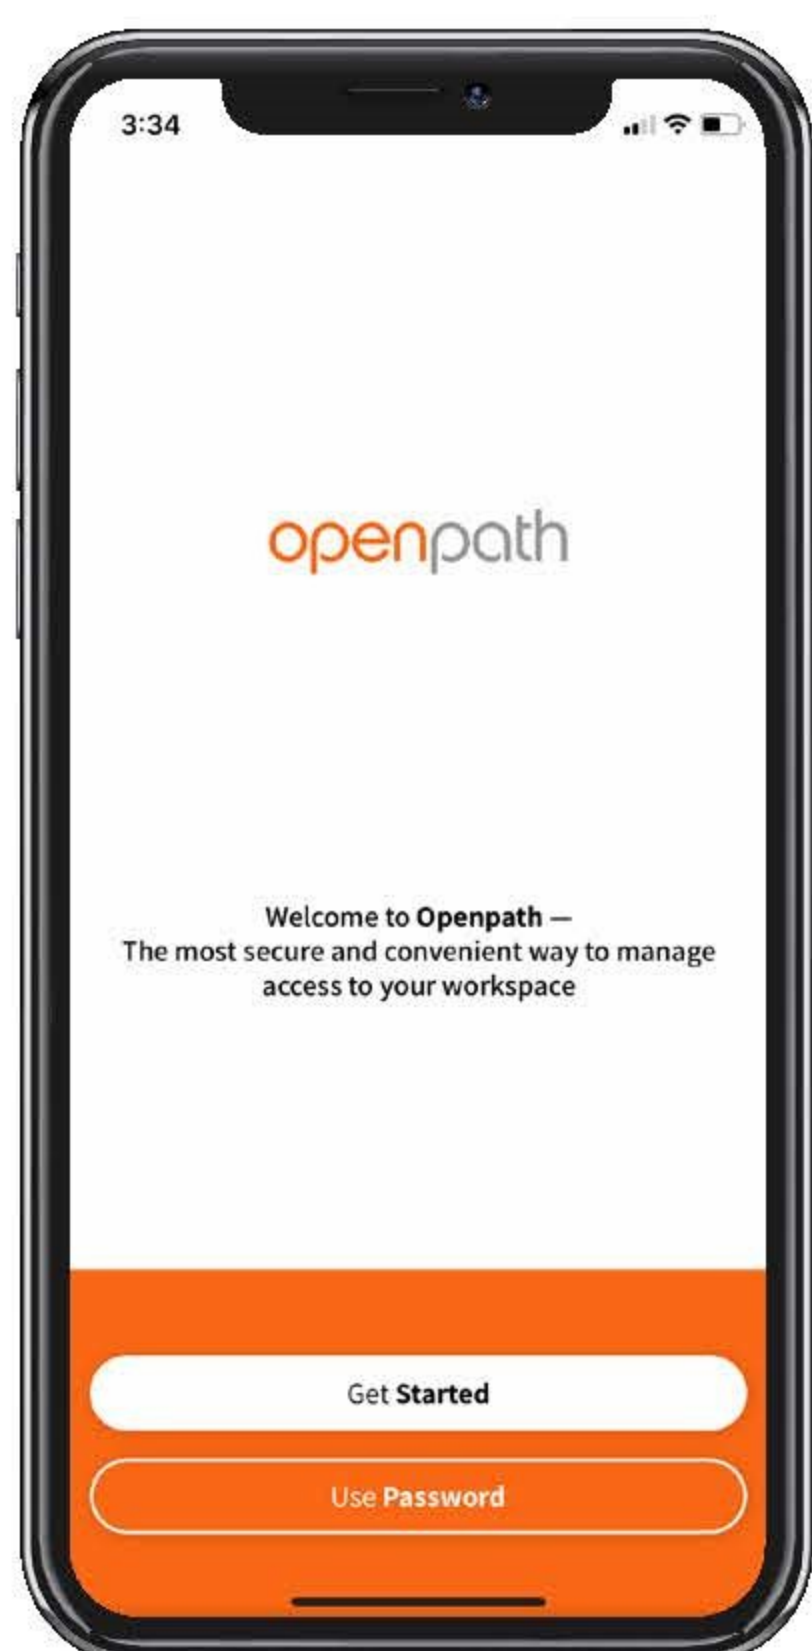 3:34
openpath
Welcome to Openpath —
The most secure and convenient way to manage
access to your workspace
Get Started
Use Password